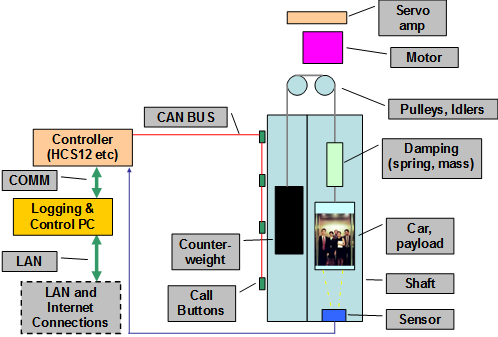 Servo
amp
Motor
Pulleys, Idlers
CAN BUS
Controller
(HCS12 etc)
Damping
(spring, mass)
COMM
Logging &
Control PC
Counter-
weight
Car,
payload
LAN
Shaft
LAN and
Internet
Connections
Call
Buttons
Sensor